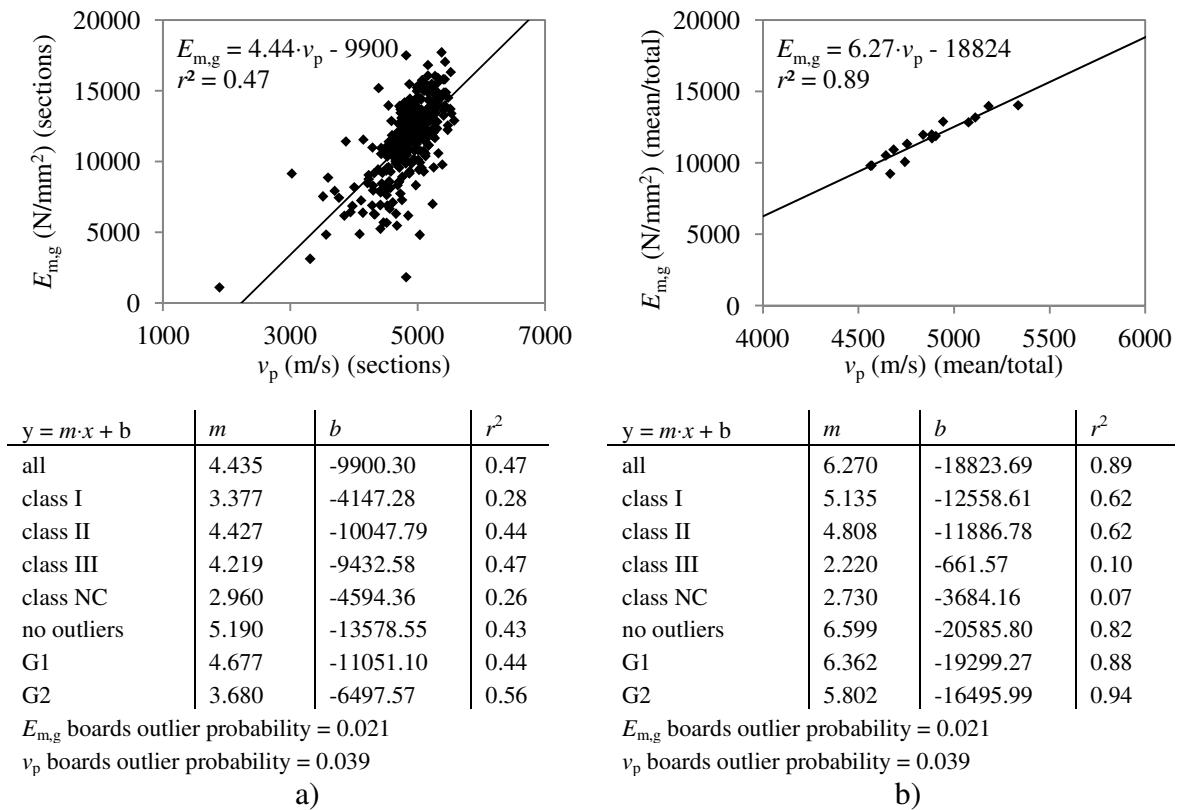 20000
15000
10000
5000
0
E_m,g (N/mm²) (sections)
E_m,g = 4.44·v_p - 9900
r² = 0.47
1000 3000 5000 7000
v_p (m/s) (sections)
y = m·x + b m b r²
all 4.435 -9900.30 0.47
class I 3.377 -4147.28 0.28
class II 4.427 -10047.79 0.44
class III 4.219 -9432.58 0.47
class NC 2.960 -4594.36 0.26
no outliers 5.190 -13578.55 0.43
G1 4.677 -11051.10 0.44
G2 3.680 -6497.57 0.56
E_m,g boards outlier probability = 0.021
v_p boards outlier probability = 0.039
a)
20000
15000
10000
5000
0
E_m,g (N/mm²) (mean/total)
E_m,g = 6.27·v_p - 18824
r² = 0.89
4000 4500 5000 5500 6000
v_p (m/s) (mean/total)
y = m·x + b m b r²
all 6.270 -18823.69 0.89
class I 5.135 -12558.61 0.62
class II 4.808 -11886.78 0.62
class III 2.220 -661.57 0.10
class NC 2.730 -3684.16 0.07
no outliers 6.599 -20585.80 0.82
G1 6.362 -19299.27 0.88
G2 5.802 -16495.99 0.94
E_m,g boards outlier probability = 0.021
v_p boards outlier probability = 0.039
b)